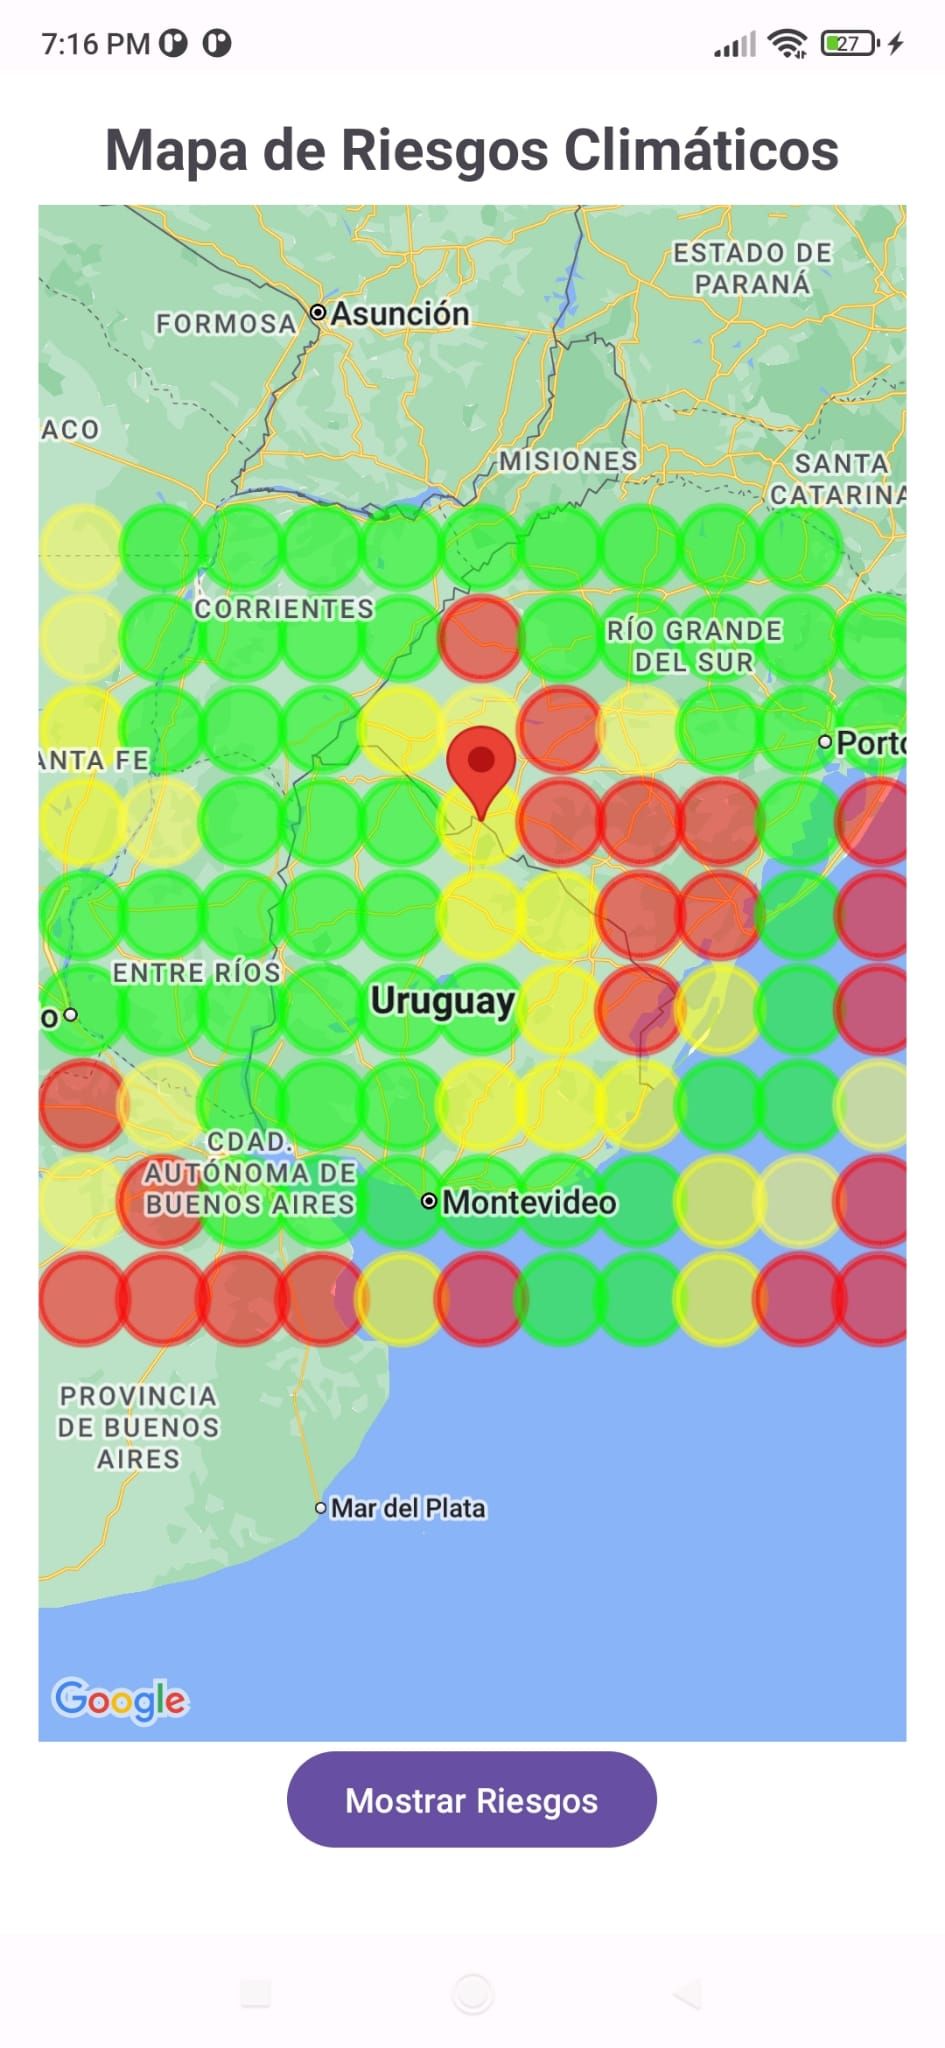 7:16 PM
27
Mapa de Riesgos Climáticos
ESTADO DE
PARANÁ
FORMOSA
Asunción
ACO
MISIONES
SANTA
CATARINA
CORRIENTES
RÍO GRANDE
DEL SUR
ANTA FE
Porto
ENTRE RÍOS
Uruguay
o
CDAD.
AUTÓNOMA DE
BUENOS AIRES
Montevideo
PROVINCIA
DE BUENOS
AIRES
Mar del Plata
Google
Mostrar Riesgos